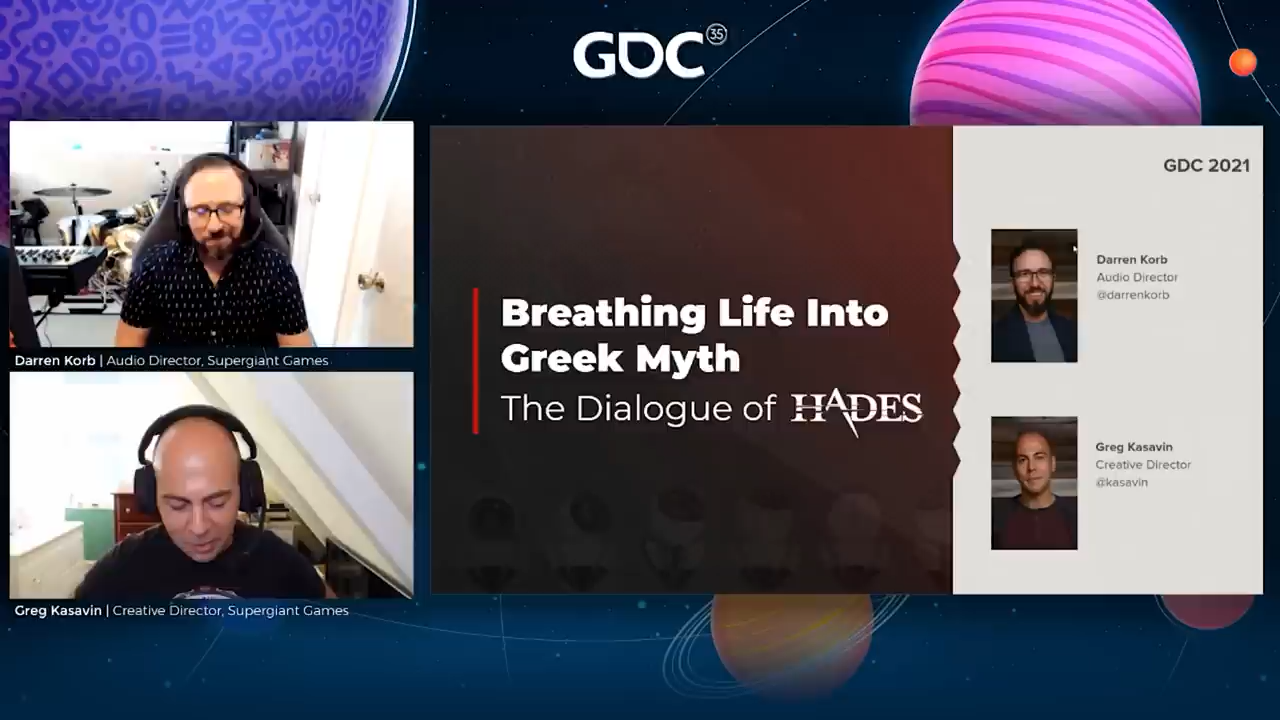 GDC 35
Darren Korb | Audio Director, Supergiant Games
Greg Kasavin | Creative Director, Supergiant Games
Breathing Life Into
Greek Myth
The Dialogue of HADES
GDC 2021
Darren Korb
Audio Director
@darrenkorb
Greg Kasavin
Creative Director
@kasavin